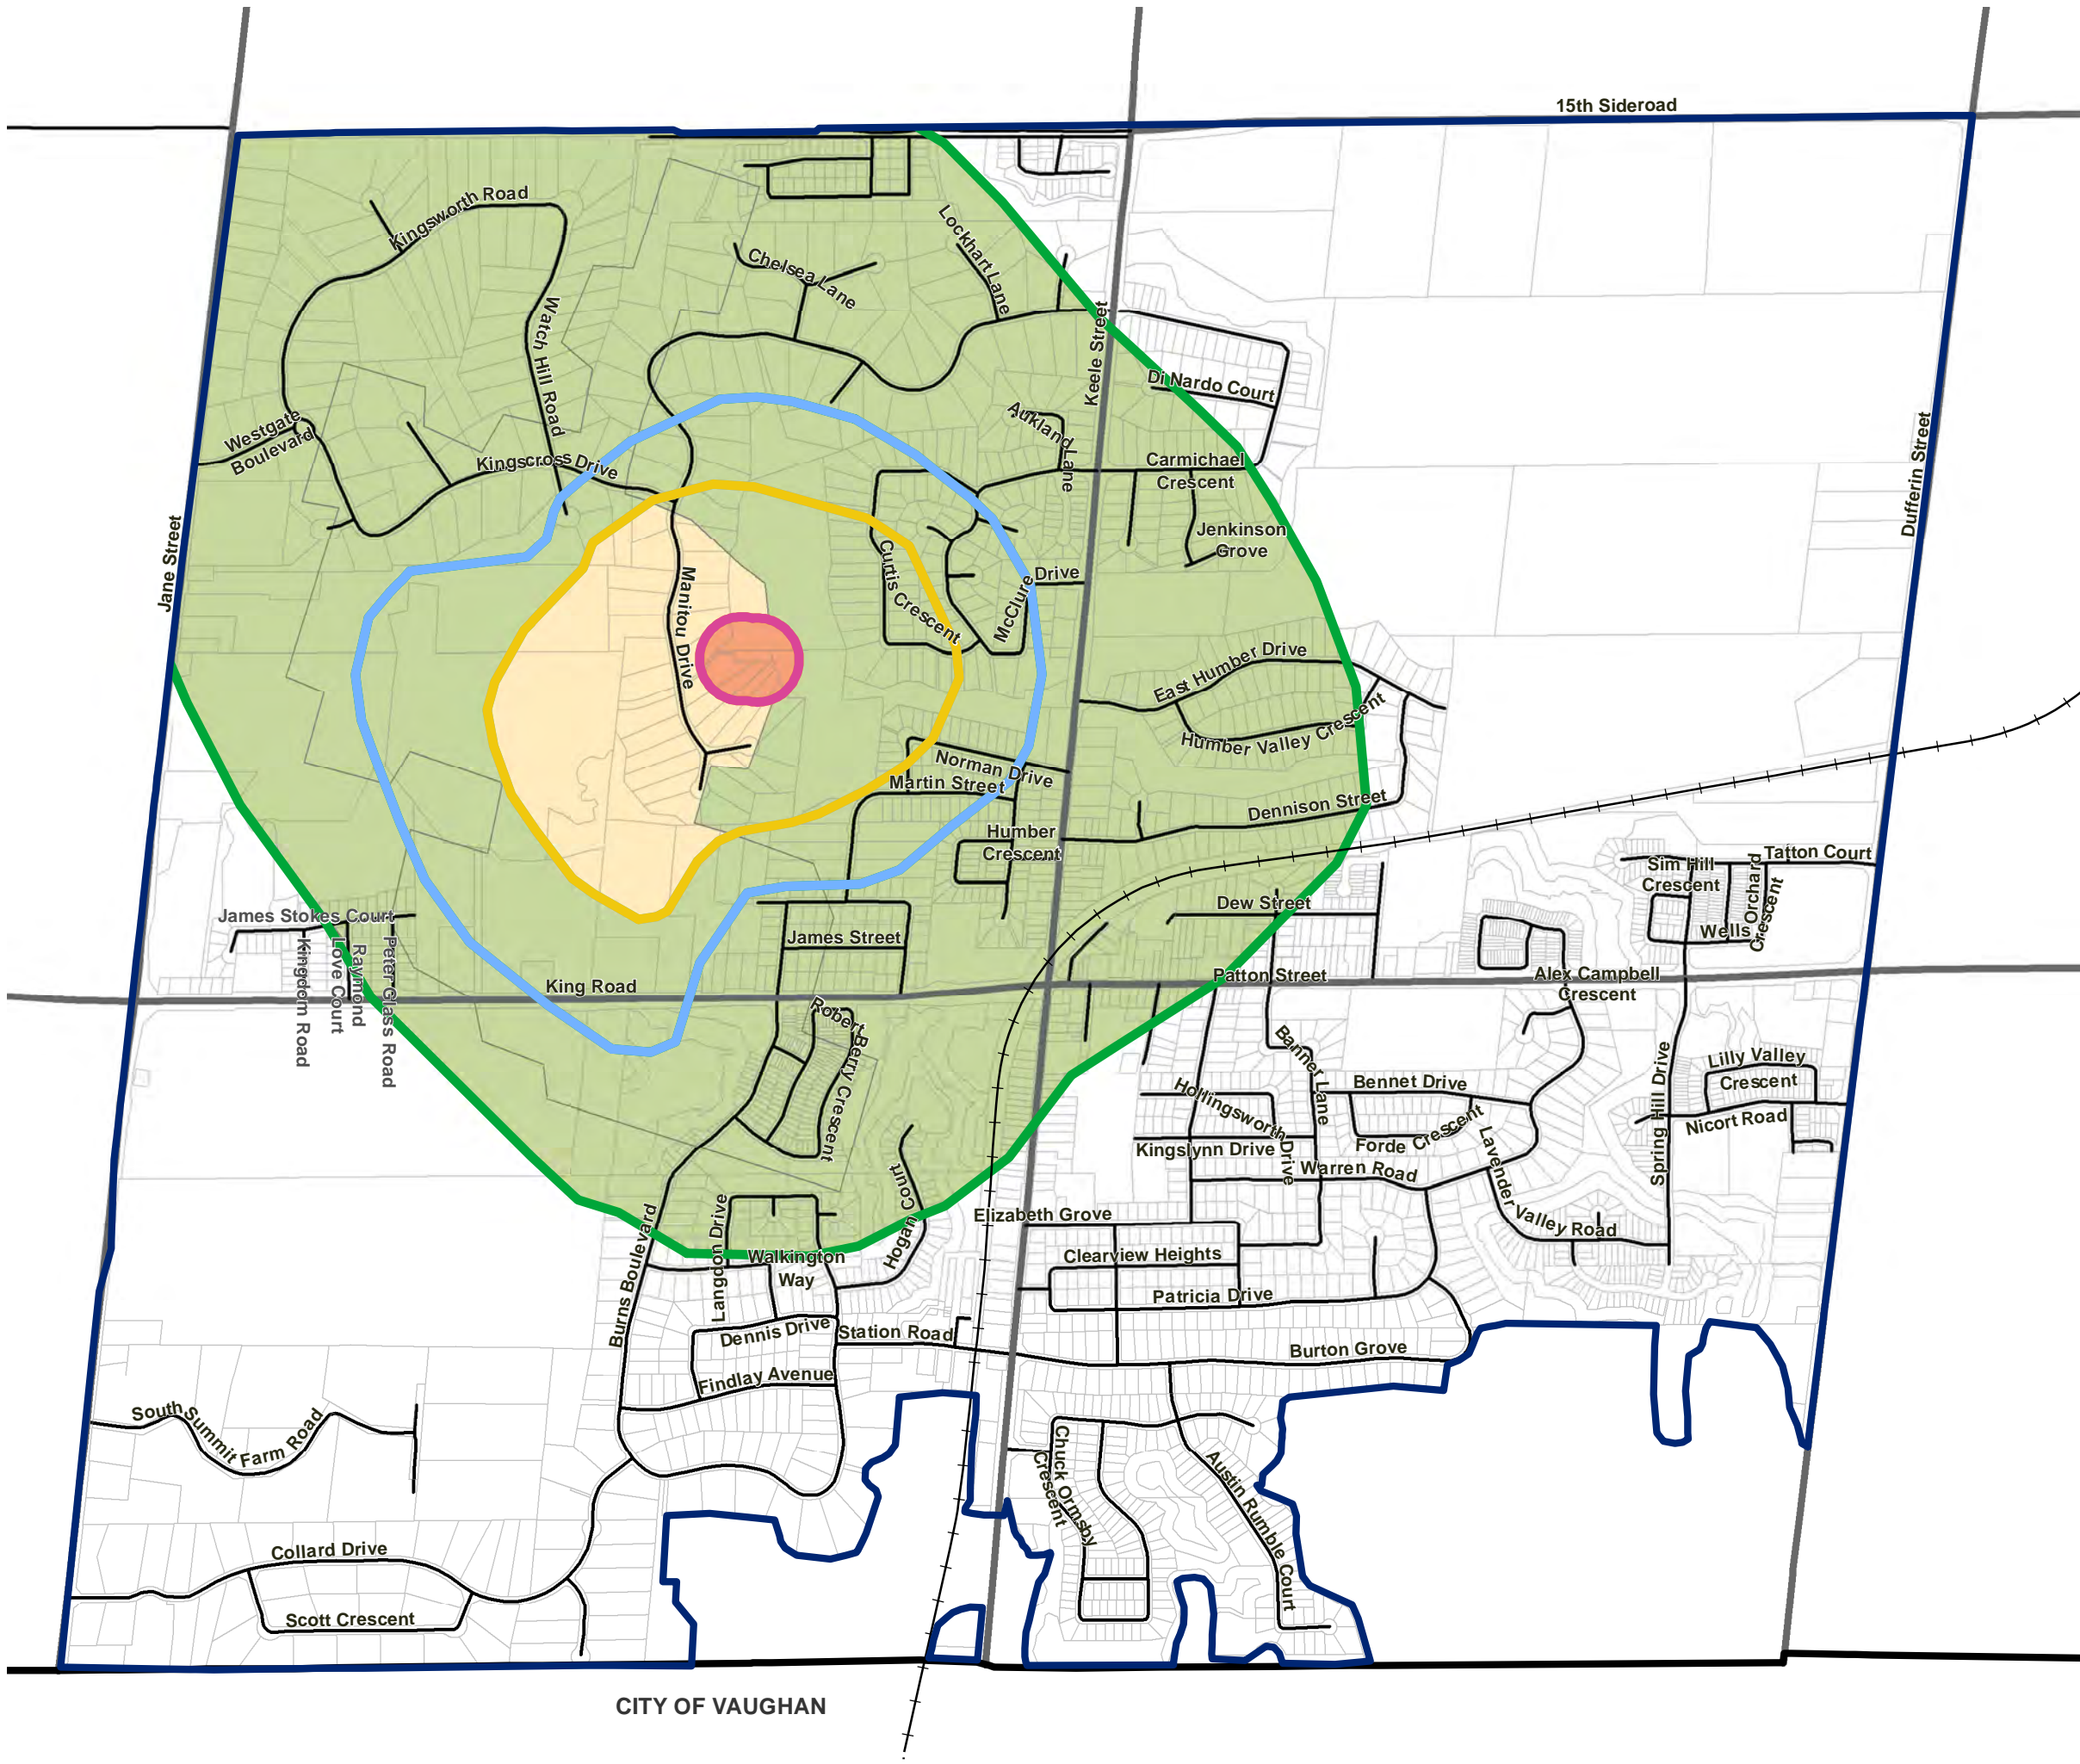 15th Sideroad
Kingsworth Road
Lockhart Lane
Chelsea Lane
Watch Hill Road
Keele Street
Di Nardo Court
Aukland Lane
Westgate
Boulevard
Kingscross Drive
Carmichael
Crescent
Dufferin Street
Jane Street
Jenkinson
Grove
Curtis Crescent
McClure Drive
Manitou Drive
East Humber Drive
Humber Valley Crescent
Norman Drive
Martin Street
Dennison Street
Humber
Crescent
Tatton Court
Sim Hill
Crescent
Wells Orchard
Crescent
James Stokes Court
Dew Street
James Street
Kingdom Road
Love Court
Raymond
Peter Glass Road
King Road
Patton Street
Alex Campbell
Crescent
Robert Berry Crescent
Banner Lane
Spring Hill Drive
Lilly Valley
Crescent
Bennet Drive
Hollingsworth Drive
Nicort Road
Forde Crescent
Kingslynn Drive
Lavender Valley Road
Warren Road
Hogan Court
Burns Boulevard
Langdon Drive
Elizabeth Grove
Walkington
Way
Clearview Heights
Patricia Drive
Dennis Drive
Station Road
Burton Grove
Findlay Avenue
South Summit Farm Road
Chuck Ormsby
Crescent
Austin Rumble Court
Collard Drive
Scott Crescent
CITY OF VAUGHAN